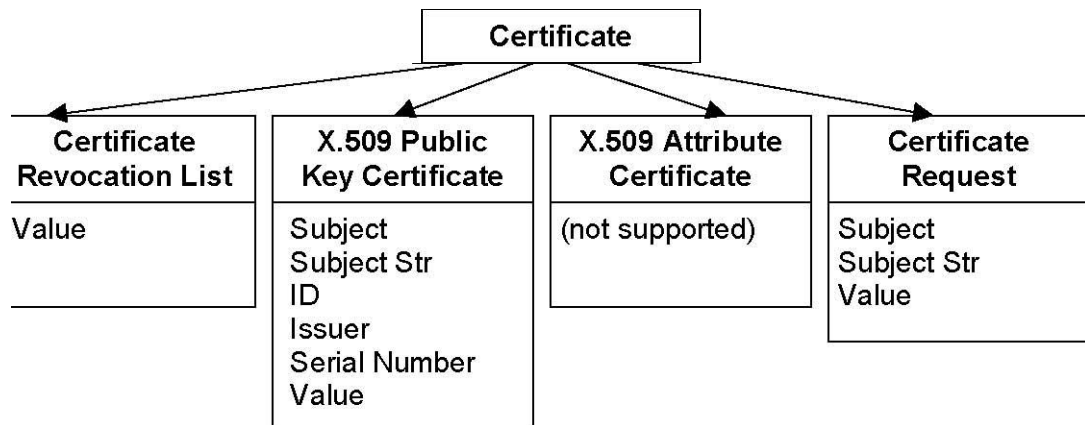 Certificate
Certificate
Revocation List
Value
X.509 Public
Key Certificate
Subject
Subject Str
ID
Issuer
Serial Number
Value
X.509 Attribute
Certificate
(not supported)
Certificate
Request
Subject
Subject Str
Value